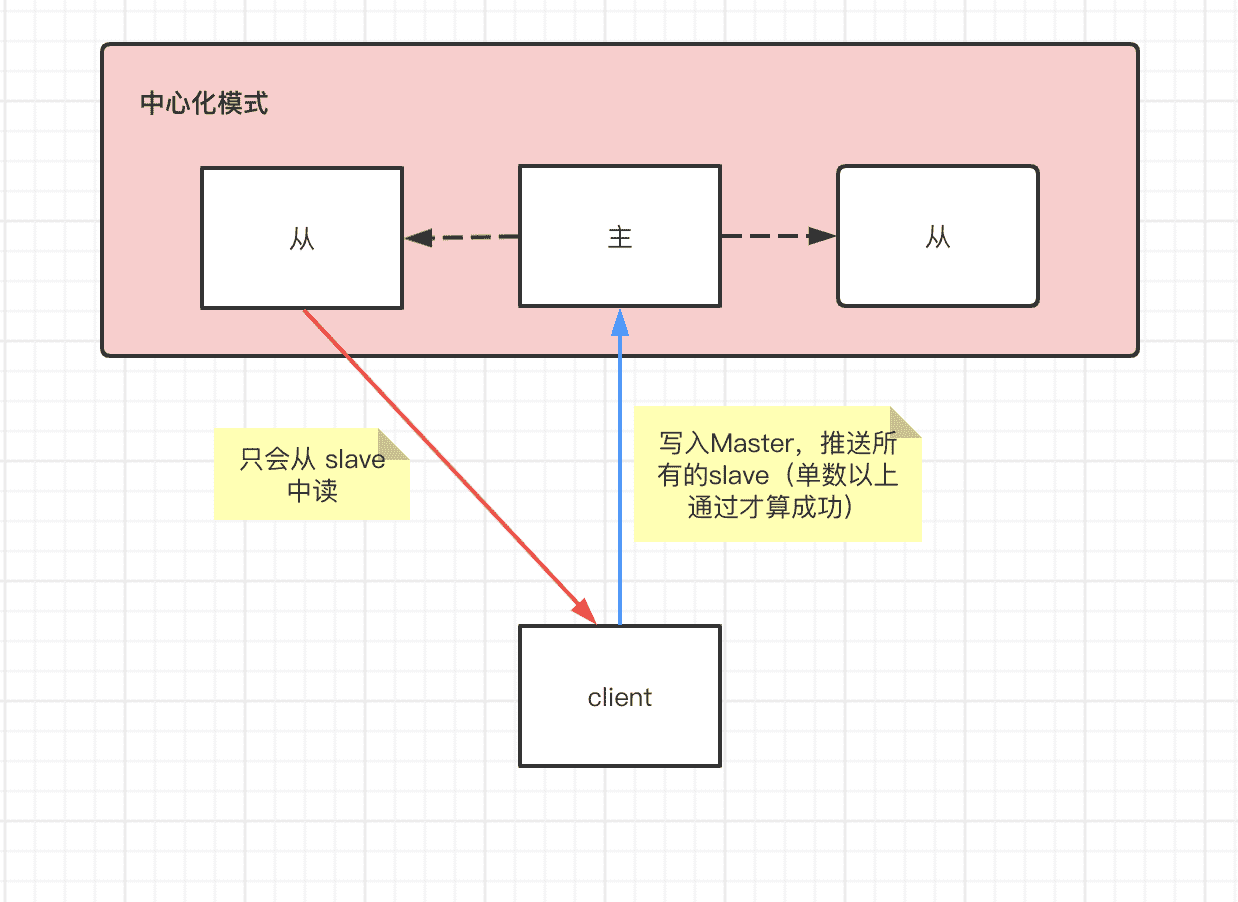 中心化模式
从
主
从
只会从 slave
中读
写入Master，推送所
有的slave（单数以上
通过才算成功）
client